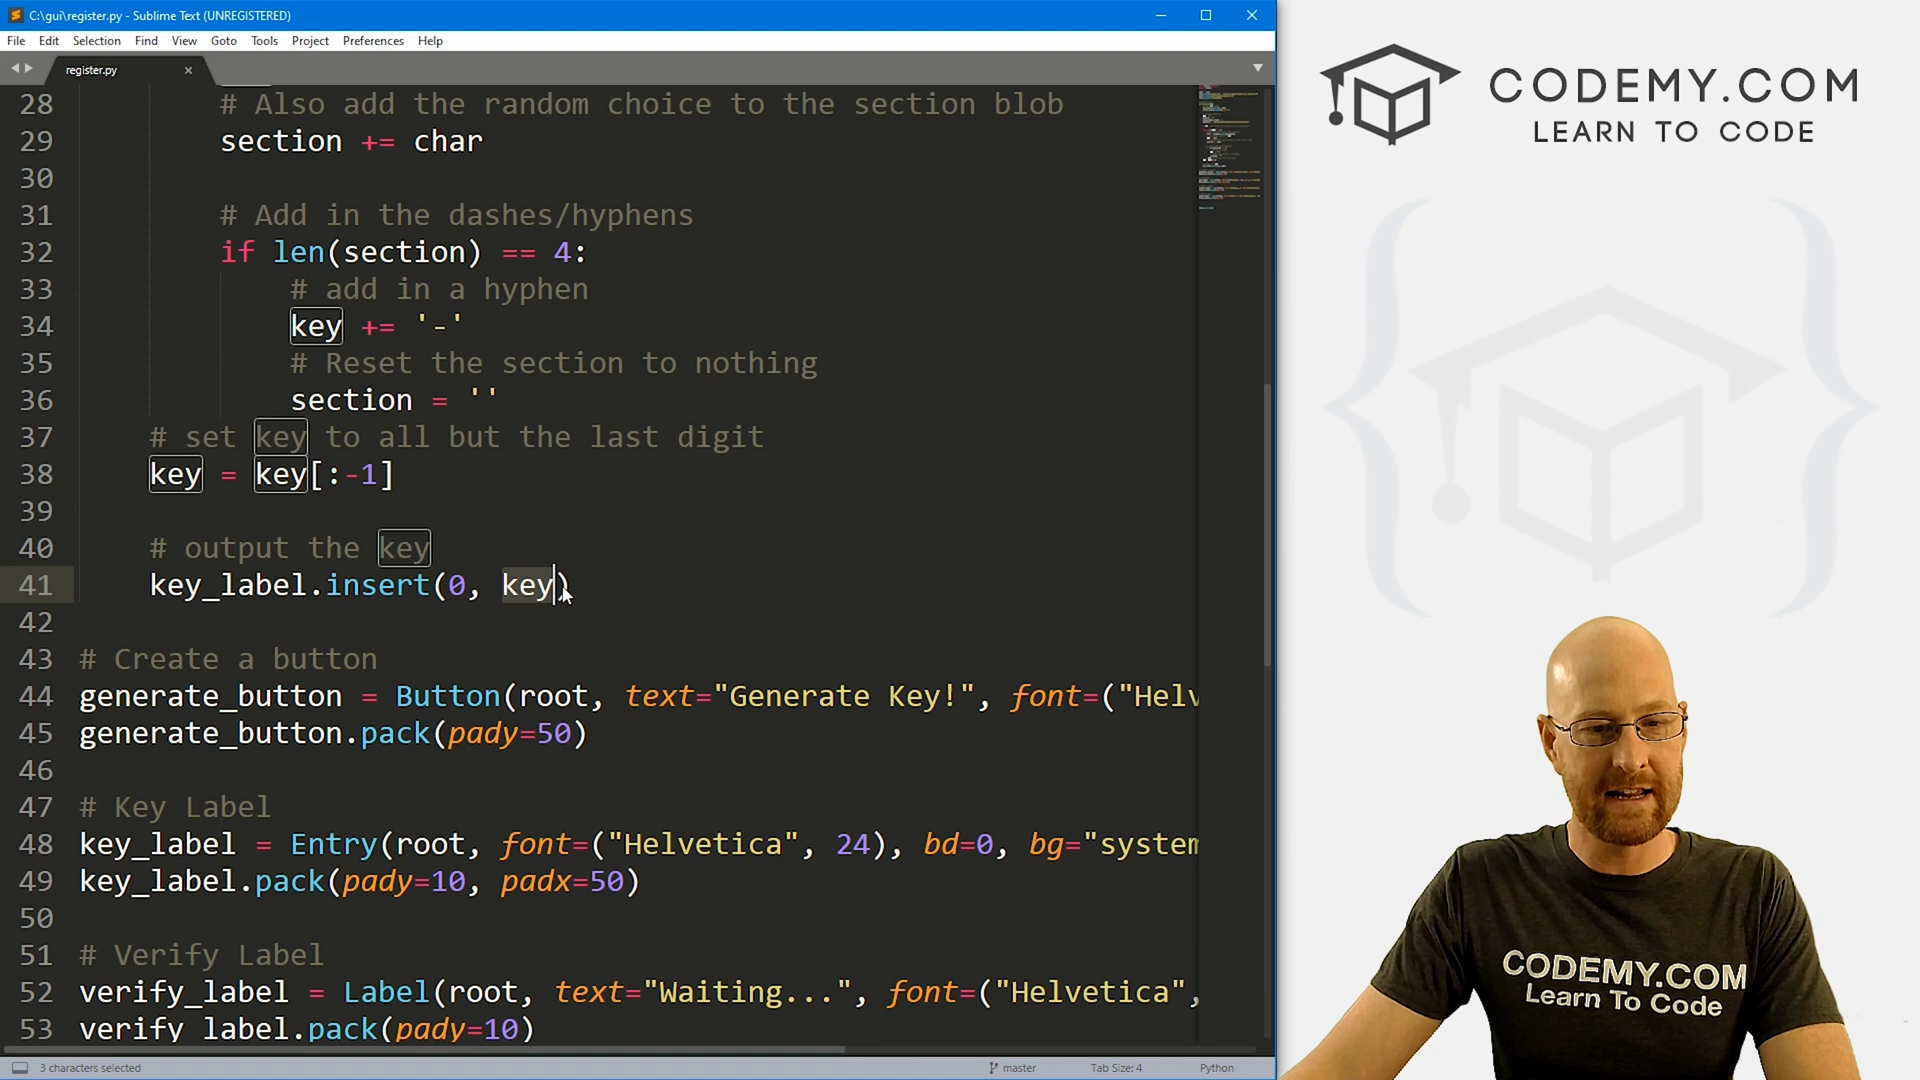 C:\gui\register.py - Sublime Text (UNREGISTERED)
File Edit Selection Find View Goto Tools Project Preferences Help
register.py
28 # Also add the random choice to the section blob
29 section += char
30
31 # Add in the dashes/hyphens
32 if len(section) == 4:
33 # add in a hyphen
34 key += '-'
35 # Reset the section to nothing
36 section = ''
37 # set key to all but the last digit
38 key = key[:-1]
39
40 # output the key
41 key_label.insert(0, key)
42
43 # Create a button
44 generate_button = Button(root, text="Generate Key!", font=("Helv
45 generate_button.pack(pady=50)
46
47 # Key Label
48 key_label = Entry(root, font=("Helvetica", 24), bd=0, bg="system
49 key_label.pack(pady=10, padx=50)
50
51 # Verify Label
52 verify_label = Label(root, text="Waiting...", font=("Helvetica",
53 verify_label.pack(pady=10)
3 characters selected
master
Tab Size: 4
Python
CODEMY.COM
LEARN TO CODE
CODEMY.COM
Learn To Code